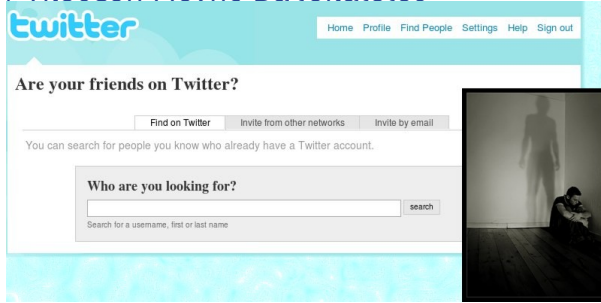 twitter
Home Profile Find People Settings Help Sign out
Are your friends on Twitter?
Find on Twitter Invite from other networks Invite by email
You can search for people you know who already have a Twitter account.
Who are you looking for?
search
Search for a username, first or last name